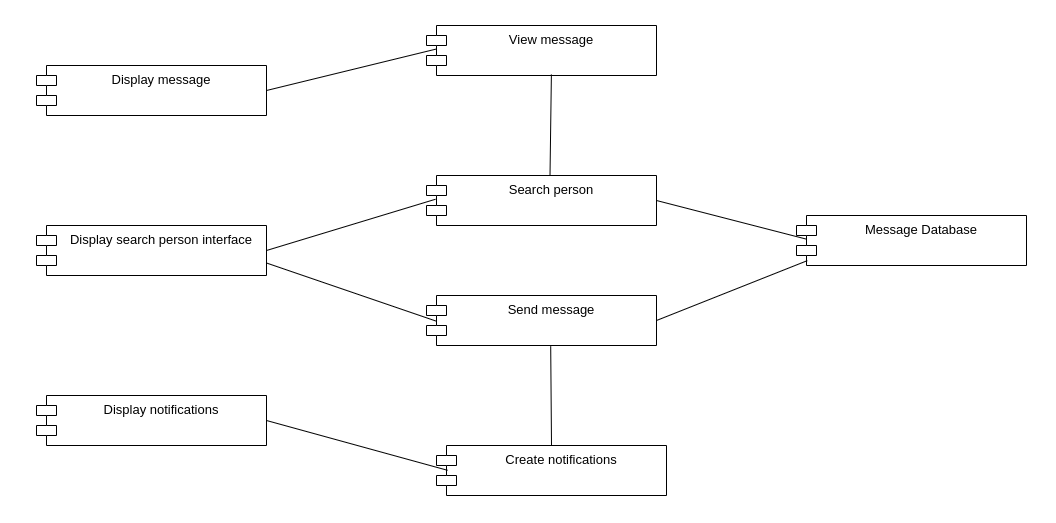 View message
Display message
Search person
Message Database
Display search person interface
Send message
Display notifications
Create notifications